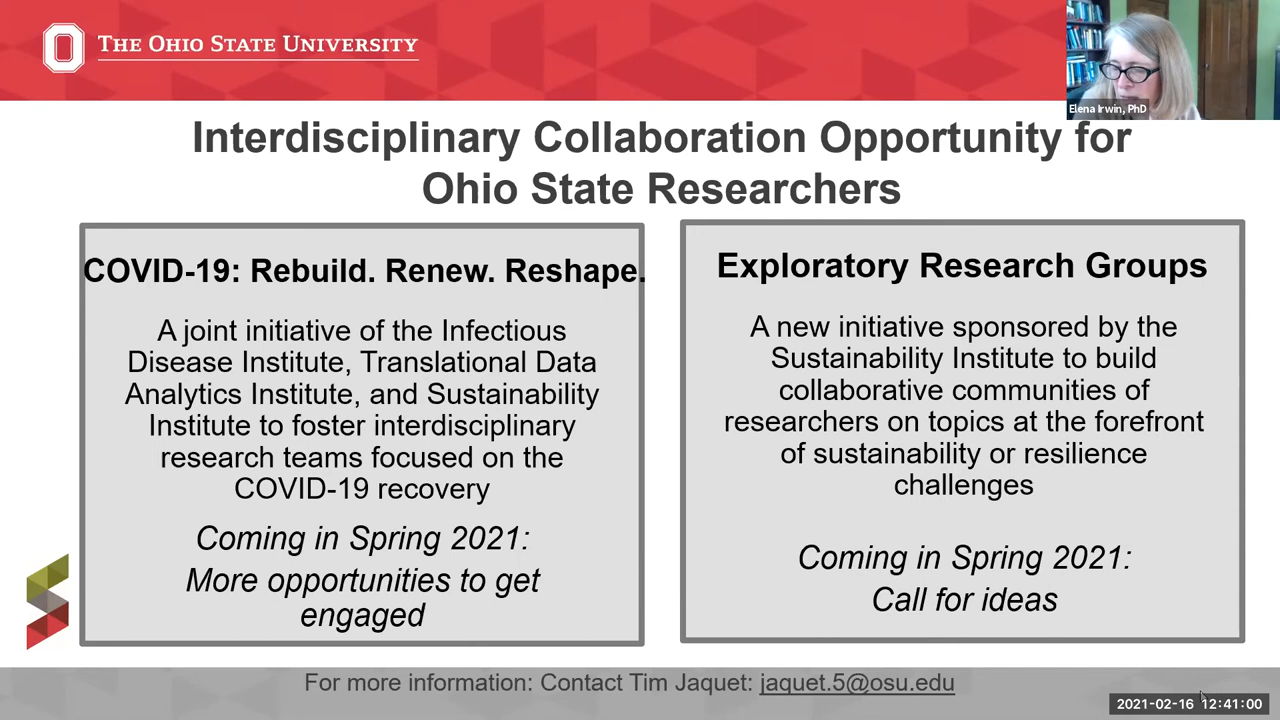 THE OHIO STATE UNIVERSITY
Elena Irwin, PhD
Interdisciplinary Collaboration Opportunity for
Ohio State Researchers
COVID-19: Rebuild. Renew. Reshape.
A joint initiative of the Infectious
Disease Institute, Translational Data
Analytics Institute, and Sustainability
Institute to foster interdisciplinary
research teams focused on the
COVID-19 recovery
Coming in Spring 2021:
More opportunities to get
engaged
Exploratory Research Groups
A new initiative sponsored by the
Sustainability Institute to build
collaborative communities of
researchers on topics at the forefront
of sustainability or resilience
challenges
Coming in Spring 2021:
Call for ideas
For more information: Contact Tim Jaquet: jaquet.5@osu.edu
2021-02-16 12:41:00